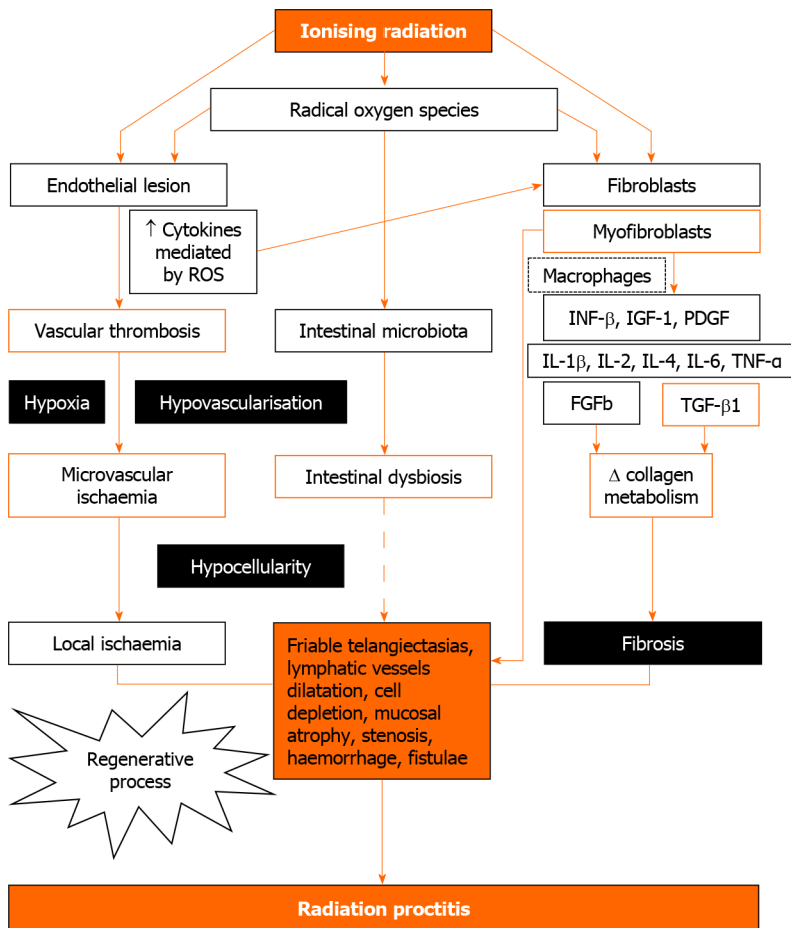 Ionising radiation
Radical oxygen species
Endothelial lesion
Fibroblasts
↑ Cytokines
mediated
by ROS
Myofibroblasts
Macrophages
INF-β, IGF-1, PDGF
Vascular thrombosis
Intestinal microbiota
IL-1β, IL-2, IL-4, IL-6, TNF-α
Hypoxia
Hypovascularisation
FGFb
TGF-β1
Microvascular
ischaemia
Intestinal dysbiosis
Δ collagen
metabolism
Hypocellularity
Local ischaemia
Friable telangiectasias,
lymphatic vessels
dilatation, cell
depletion, mucosal
atrophy, stenosis,
haemorrhage, fistulae
Fibrosis
Regenerative
process
Radiation proctitis